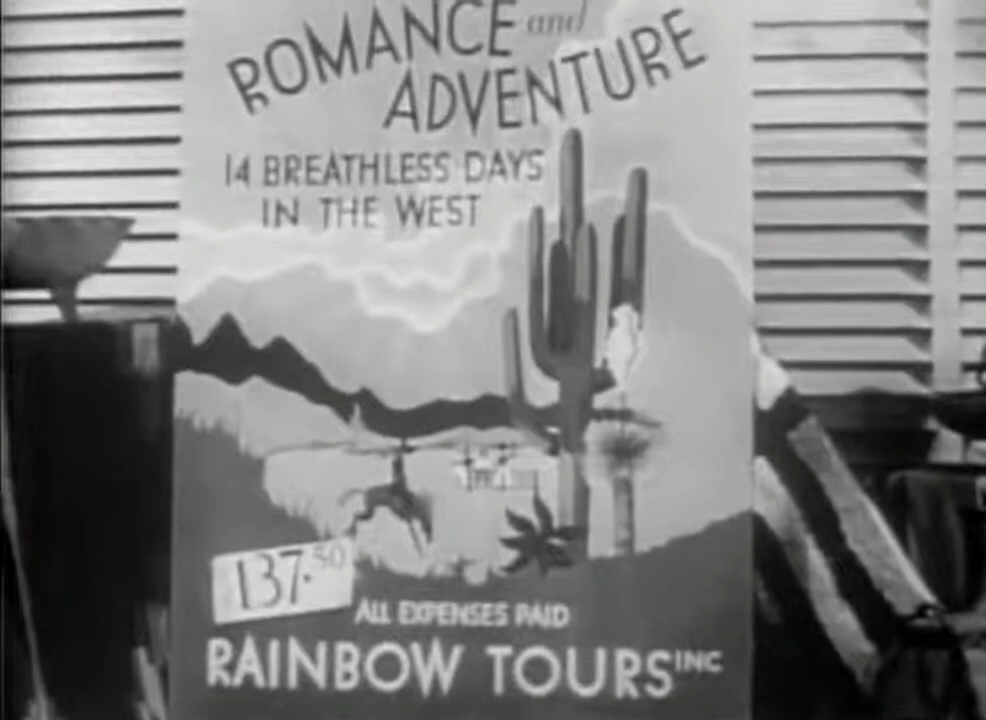 ROMANCE and
ADVENTURE
14 BREATHLESS DAYS
IN THE WEST
137.50
ALL EXPENSES PAID
RAINBOW TOURS INC